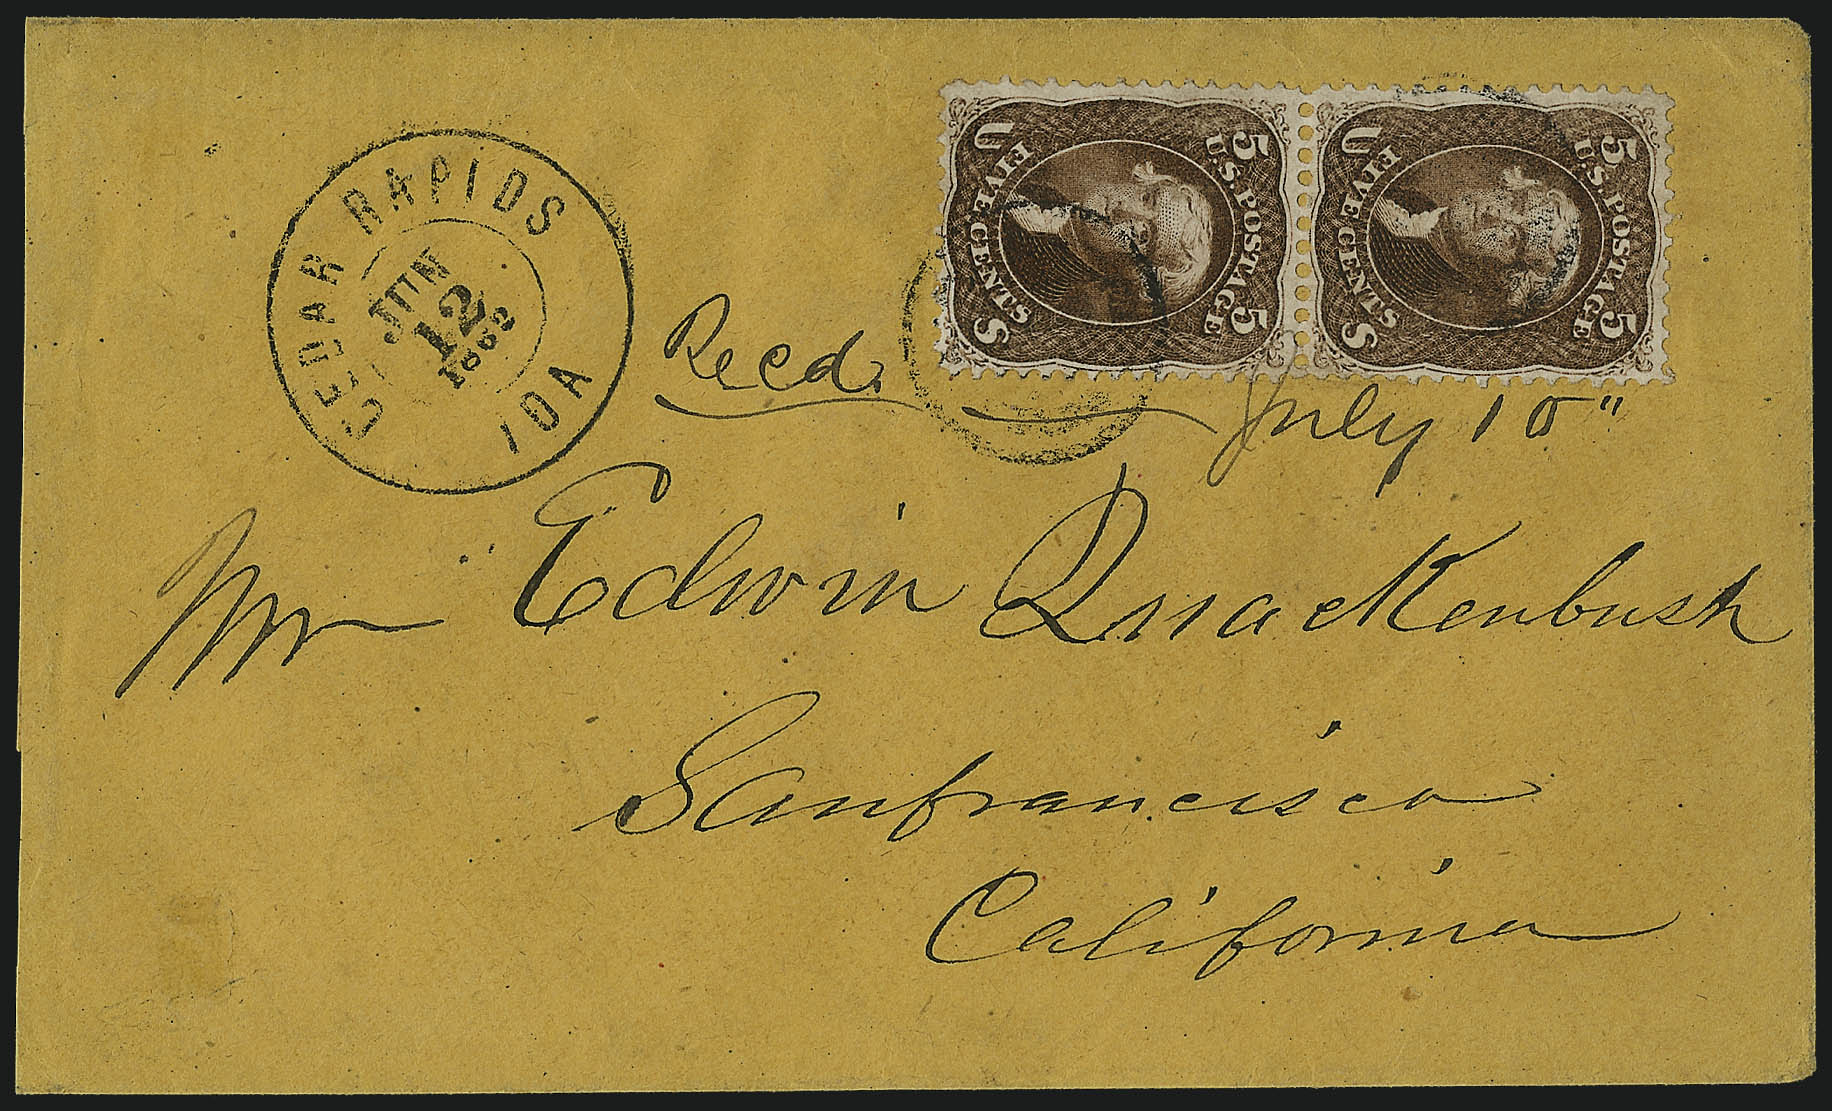 CEDAR RAPIDS
JUN
12
1862
IOA
5 5
U.S. POSTAGE
FIVE CENTS
U S
5 5
U.S. POSTAGE
FIVE CENTS
U S
Recd. July 10"
Mr Edwin Quackenbush
Sanfrancisco
California